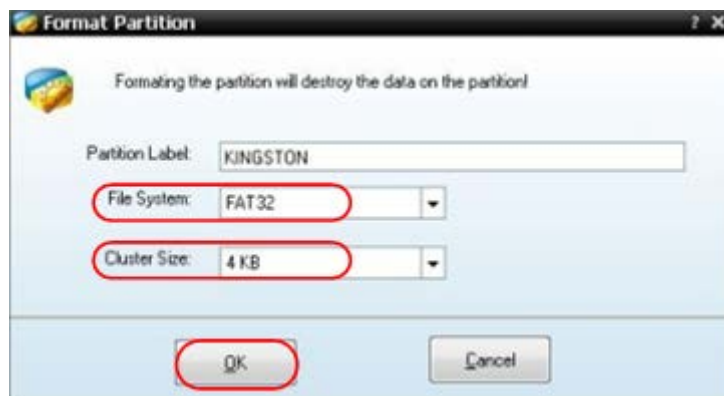 Format Partition
Formating the partition will destroy the data on the partition!
Partition Label: KINGSTON
File System: FAT32
Cluster Size: 4 KB
OK Cancel